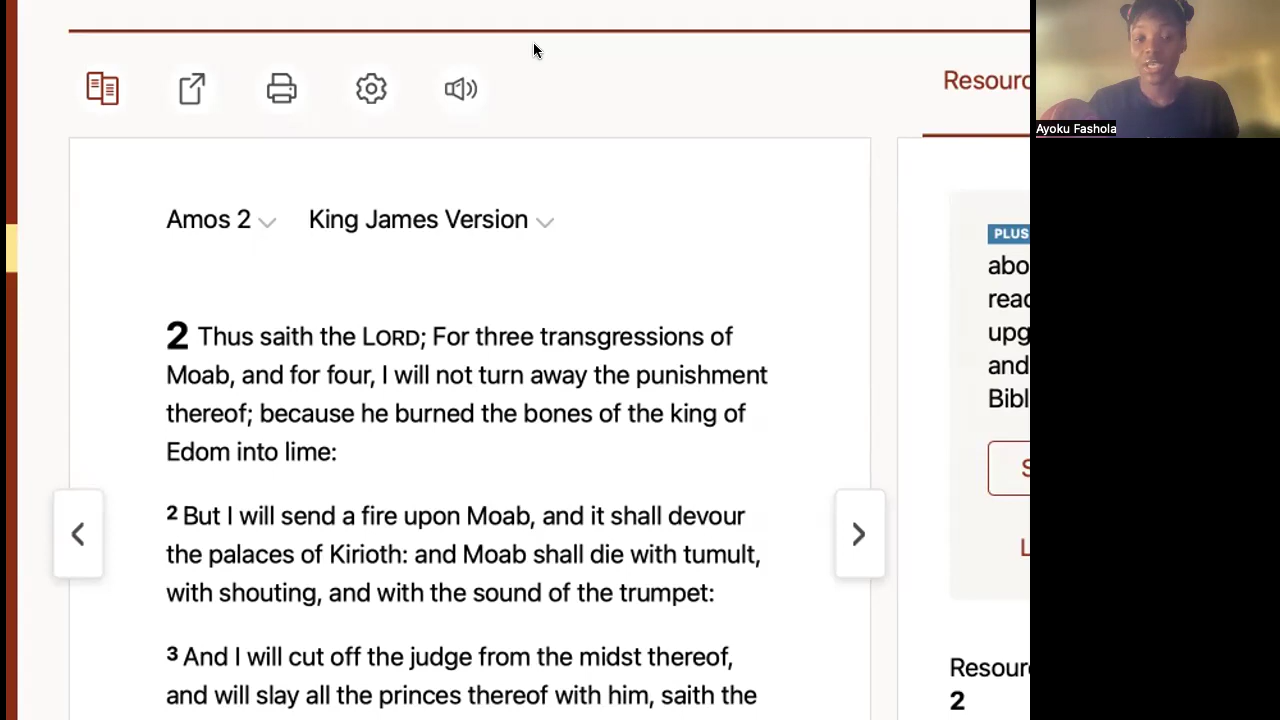 Resourc
Ayoku Fashola
Amos 2 King James Version
2 Thus saith the LORD; For three transgressions of
Moab, and for four, I will not turn away the punishment
thereof; because he burned the bones of the king of
Edom into lime:
2 But I will send a fire upon Moab, and it shall devour
the palaces of Kirioth: and Moab shall die with tumult,
with shouting, and with the sound of the trumpet:
3 And I will cut off the judge from the midst thereof,
and will slay all the princes thereof with him, saith the
PLUS
abo
read
upg
and
Bibl
S
L
Resour
2